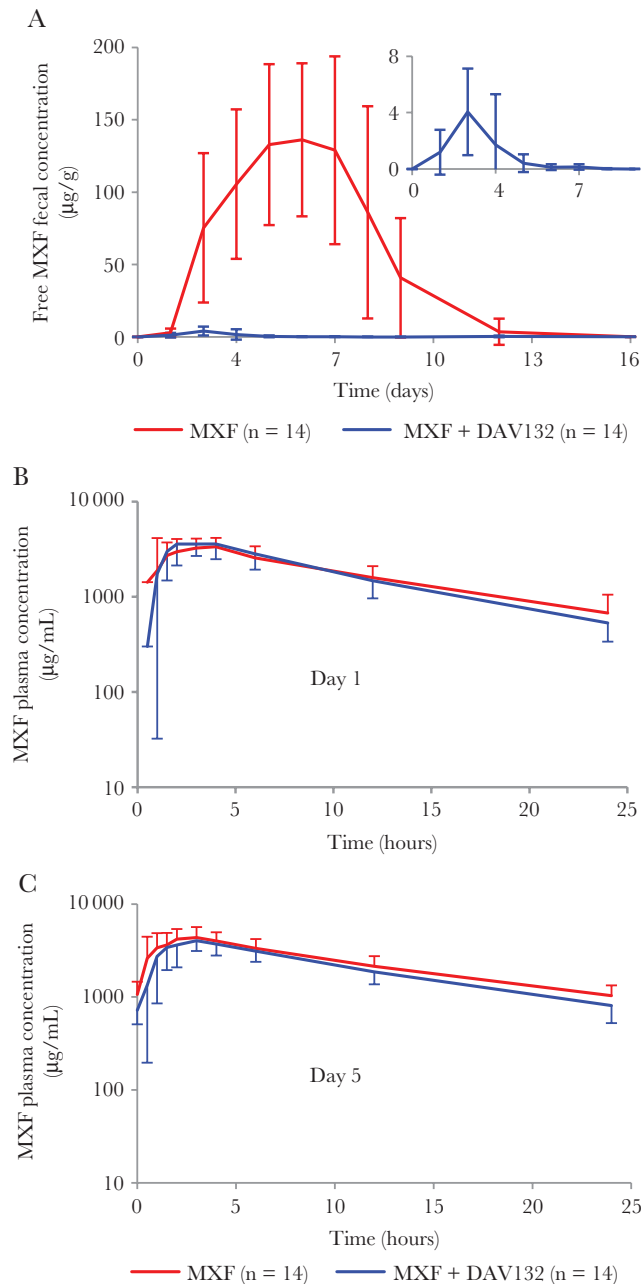 A
Free MXF fecal concentration
(µg/g)
200
150
100
50
0
0 4 7 10 13 16
Time (days)
8
4
0
0 4 7
MXF (n = 14) MXF + DAV132 (n = 14)
B
MXF plasma concentration
(µg/mL)
10 000
1000
100
10
Day 1
0 5 10 15 20 25
Time (hours)
C
MXF plasma concentration
(µg/mL)
10 000
1000
100
10
Day 5
0 5 10 15 20 25
Time (hours)
MXF (n = 14) MXF + DAV132 (n = 14)